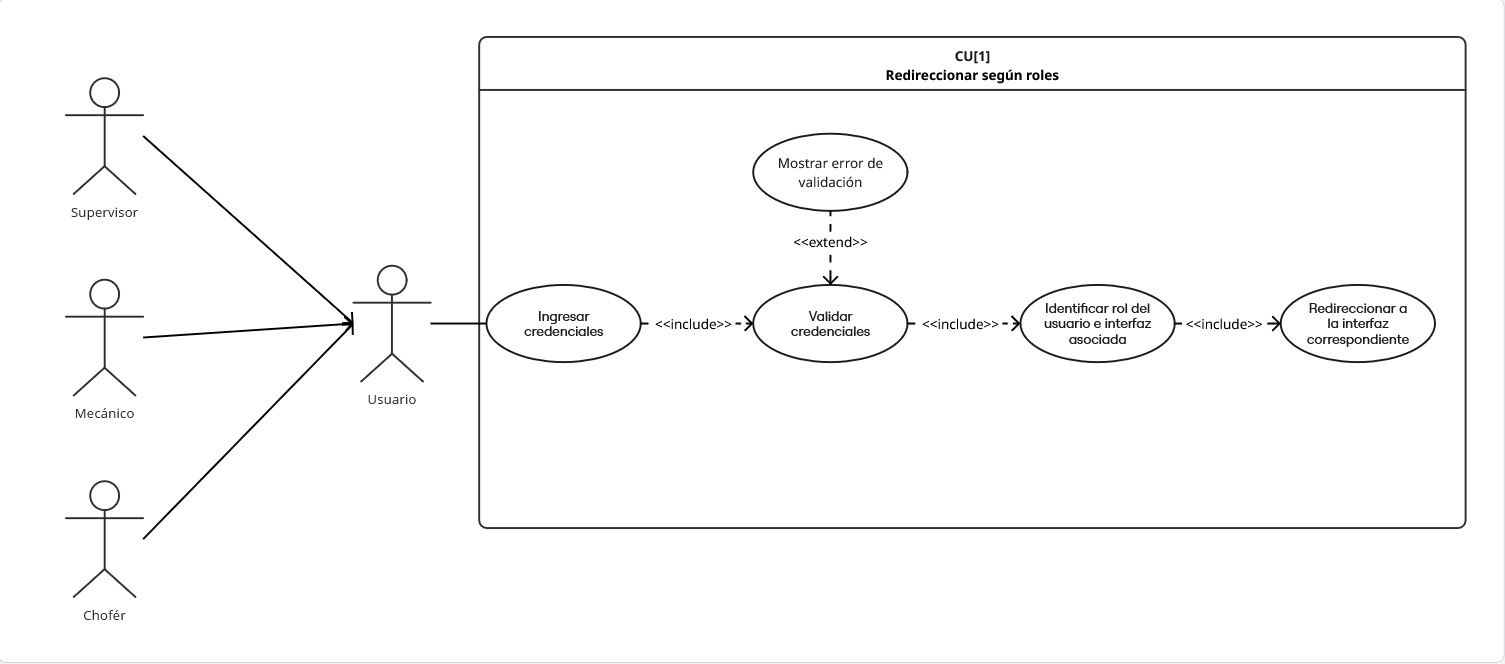 CU[1]
Redireccionar según roles
Supervisor
Mecánico
Chofér
Usuario
Mostrar error de
validación
<<extend>>
Ingresar
credenciales
<<include>>
Validar
credenciales
<<include>>
Identificar rol del
usuario e interfaz
asociada
<<include>>
Redireccionar a
la interfaz
correspondiente